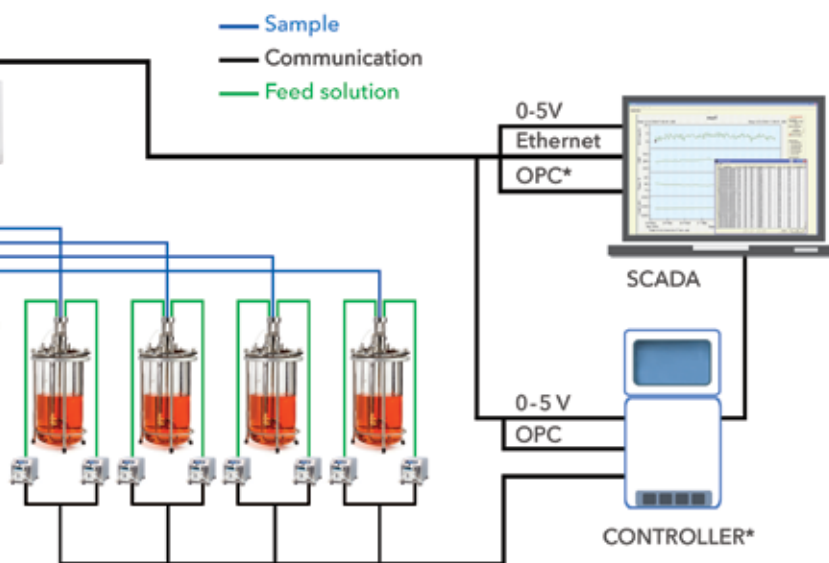 Sample
Communication
Feed solution
0-5V
Ethernet
OPC*
SCADA
0-5 V
OPC
CONTROLLER*